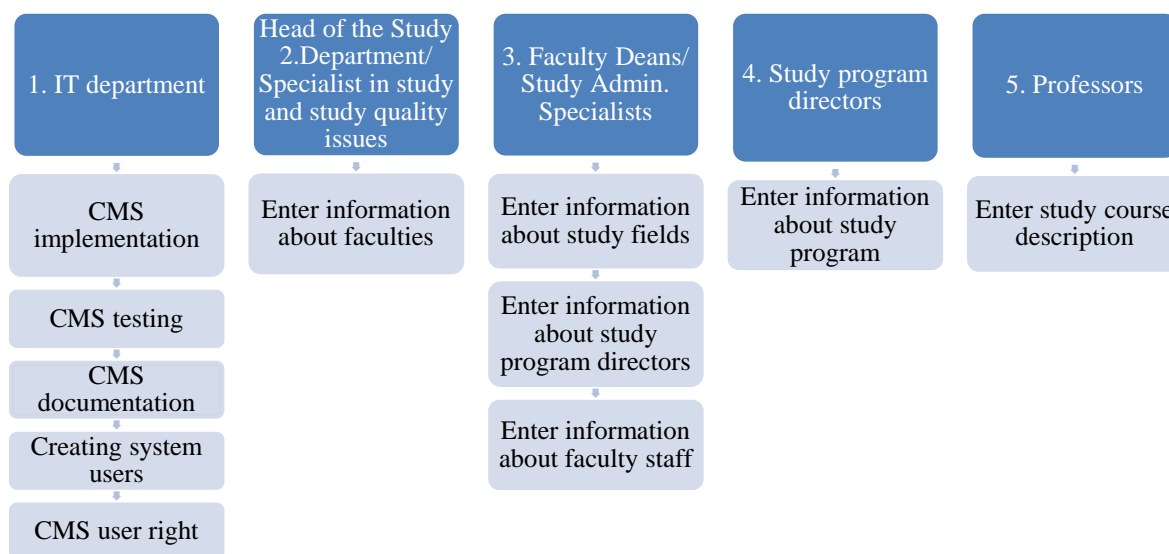 1. IT department
CMS
implementation
CMS testing
CMS
documentation
Creating system
users
CMS user right
Head of the Study
2.Department/
Specialist in study
and study quality
issues
Enter information
about faculties
3. Faculty Deans/
Study Admin.
Specialists
Enter information
about study fields
Enter information
about study
program directors
Enter information
about faculty staff
4. Study program
directors
Enter information
about study
program
5. Professors
Enter study course
description